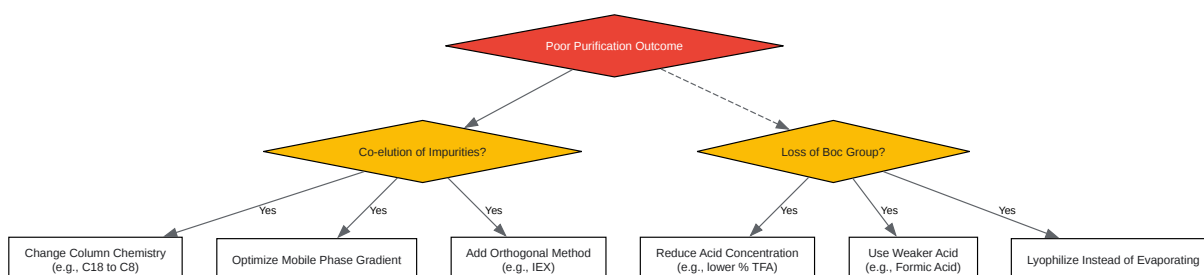 Poor Purification Outcome
Co-elution of Impurities?
Loss of Boc Group?
Yes
Yes
Yes
Yes
Yes
Yes
Change Column Chemistry
(e.g., C18 to C8)
Optimize Mobile Phase Gradient
Add Orthogonal Method
(e.g., IEX)
Reduce Acid Concentration
(e.g., lower % TFA)
Use Weaker Acid
(e.g., Formic Acid)
Lyophilize Instead of Evaporating